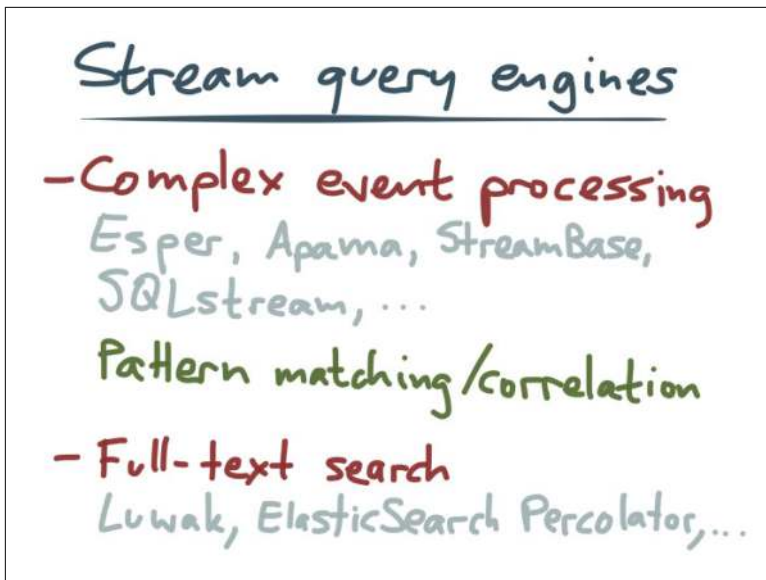 Stream query engines
- Complex event processing
Esper, Apama, StreamBase,
SQLstream, ...
Pattern matching/correlation
- Full-text search
Luwak, ElasticSearch Percolator,...